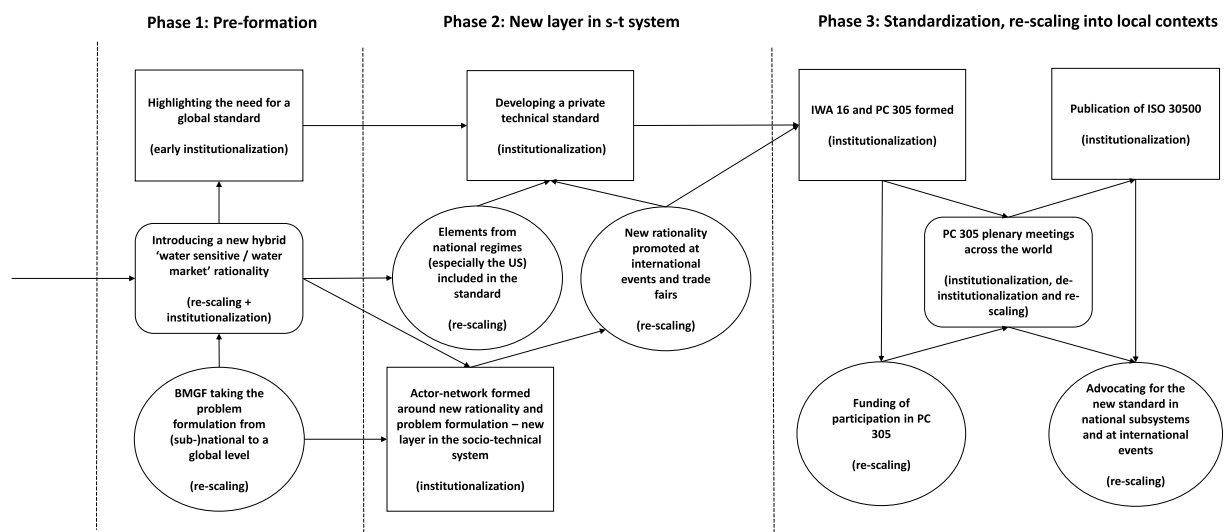 Phase 1: Pre-formation
Phase 2: New layer in s-t system
Phase 3: Standardization, re-scaling into local contexts
Highlighting the need for a
global standard
(early institutionalization)
Developing a private
technical standard
(institutionalization)
IWA 16 and PC 305 formed
(institutionalization)
Publication of ISO 30500
(institutionalization)
Introducing a new hybrid
‘water sensitive / water
market’ rationality
(re-scaling +
institutionalization)
Elements from
national regimes
(especially the US)
included in the
standard
(re-scaling)
New rationality
promoted at
international
events and trade
fairs
(re-scaling)
PC 305 plenary meetings
across the world
(institutionalization, de-
institutionalization and re-
scaling)
BMGF taking the
problem
formulation from
(sub-)national to a
global level
(re-scaling)
Actor-network formed
around new rationality and
problem formulation – new
layer in the socio-technical
system
(institutionalization)
Funding of
participation in PC
305
(re-scaling)
Advocating for the
new standard in
national subsystems
and at international
events
(re-scaling)